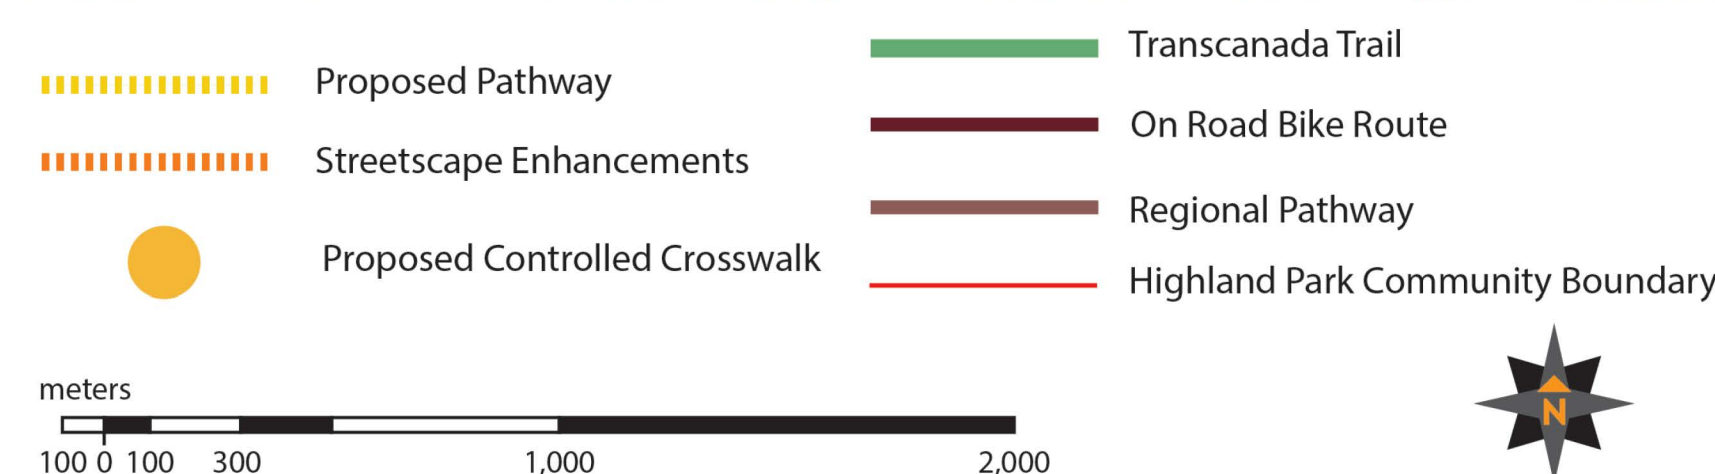 Proposed Pathway
Streetscape Enhancements
Proposed Controlled Crosswalk
Transcanada Trail
On Road Bike Route
Regional Pathway
Highland Park Community Boundary
meters
100 0 100 300 1,000 2,000
N